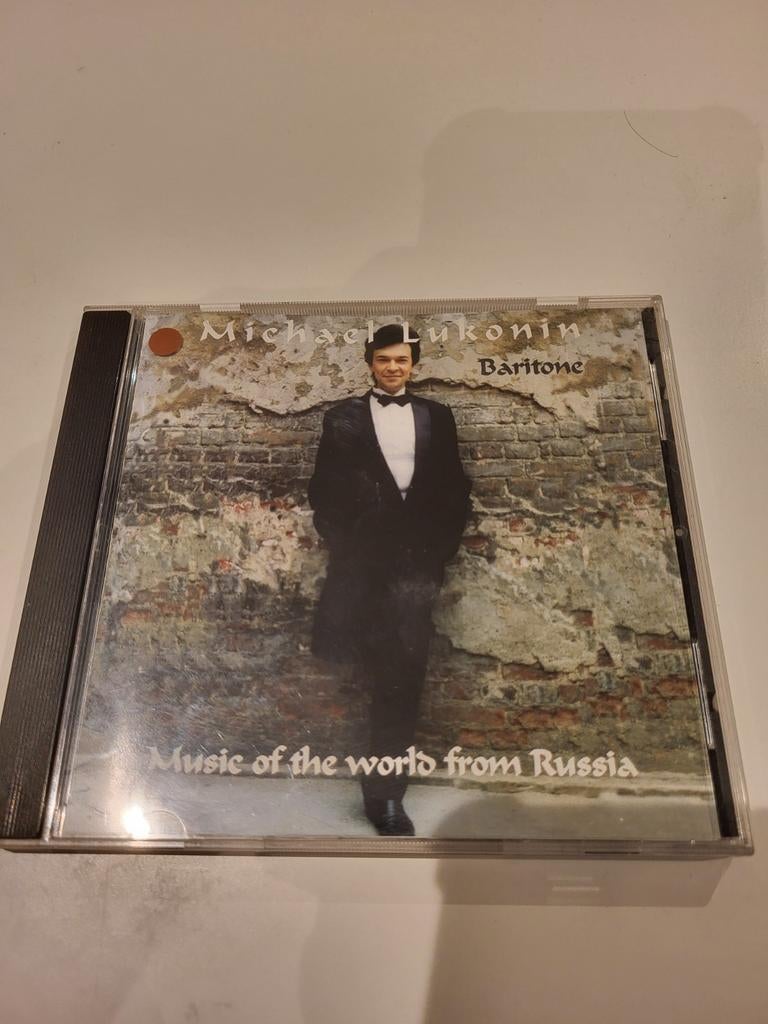 Michael Lukonin
Baritone
Music of the world from Russia